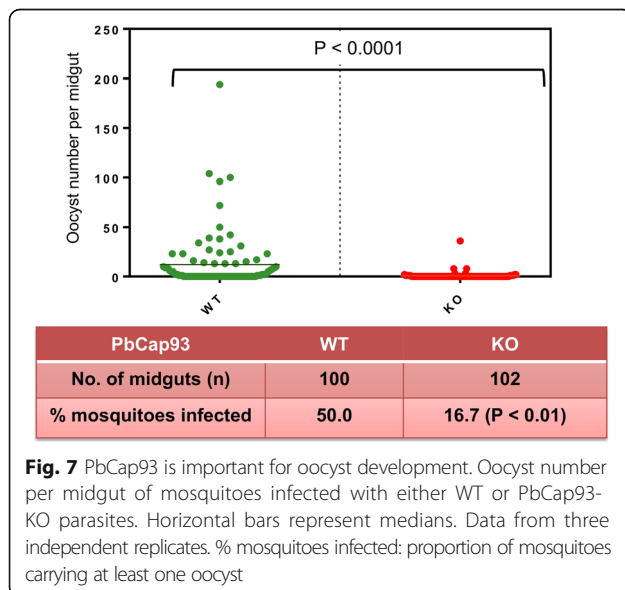 P < 0.0001
250
200
150
100
50
0
Oocyst number per midgut
WT
KO
PbCap93 WT KO
No. of midguts (n) 100 102
% mosquitoes infected 50.0 16.7 (P < 0.01)
Fig. 7 PbCap93 is important for oocyst development. Oocyst number
per midgut of mosquitoes infected with either WT or PbCap93-
KO parasites. Horizontal bars represent medians. Data from three
independent replicates. % mosquitoes infected: proportion of mosquitoes
carrying at least one oocyst